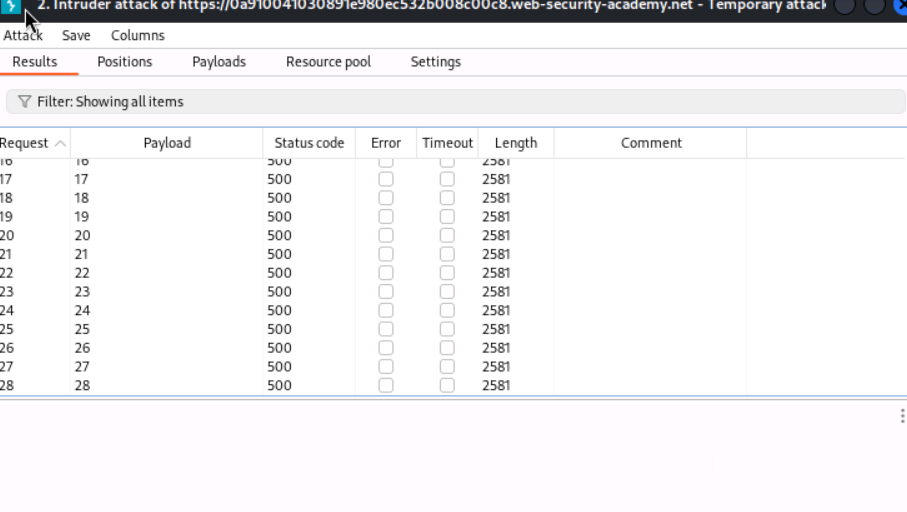 2. Intruder attack of https://0a910041030891e980ec532b008c00c8.web-security-academy.net - Temporary attack
Attack Save Columns
Results Positions Payloads Resource pool Settings
Filter: Showing all items
Request Payload Status code Error Timeout Length Comment
16 16 500 2581
17 17 500 2581
18 18 500 2581
19 19 500 2581
20 20 500 2581
21 21 500 2581
22 22 500 2581
23 23 500 2581
24 24 500 2581
25 25 500 2581
26 26 500 2581
27 27 500 2581
28 28 500 2581